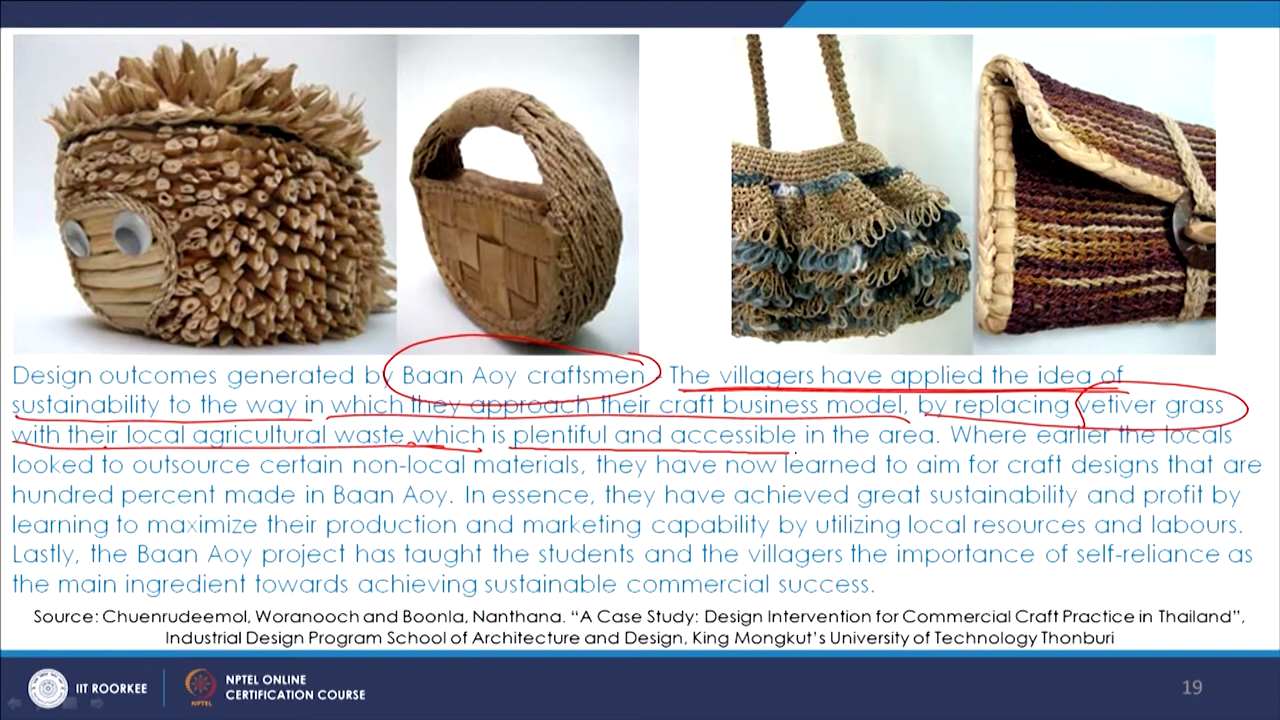 Design outcomes generated by Baan Aoy craftsmen. The villagers have applied the idea of
sustainability to the way in which they approach their craft business model, by replacing vetiver grass
with their local agricultural waste which is plentiful and accessible in the area. Where earlier the locals
looked to outsource certain non-local materials, they have now learned to aim for craft designs that are
hundred percent made in Baan Aoy. In essence, they have achieved great sustainability and profit by
learning to maximize their production and marketing capability by utilizing local resources and labours.
Lastly, the Baan Aoy project has taught the students and the villagers the importance of self-reliance as
the main ingredient towards achieving sustainable commercial success.
Source: Chuenrudeemol, Woranooch and Boonla, Nanthana. "A Case Study: Design Intervention for Commercial Craft Practice in Thailand",
Industrial Design Program School of Architecture and Design, King Mongkut's University of Technology Thonburi
IIT ROORKEE
NPTEL
NPTEL ONLINE
CERTIFICATION COURSE
19